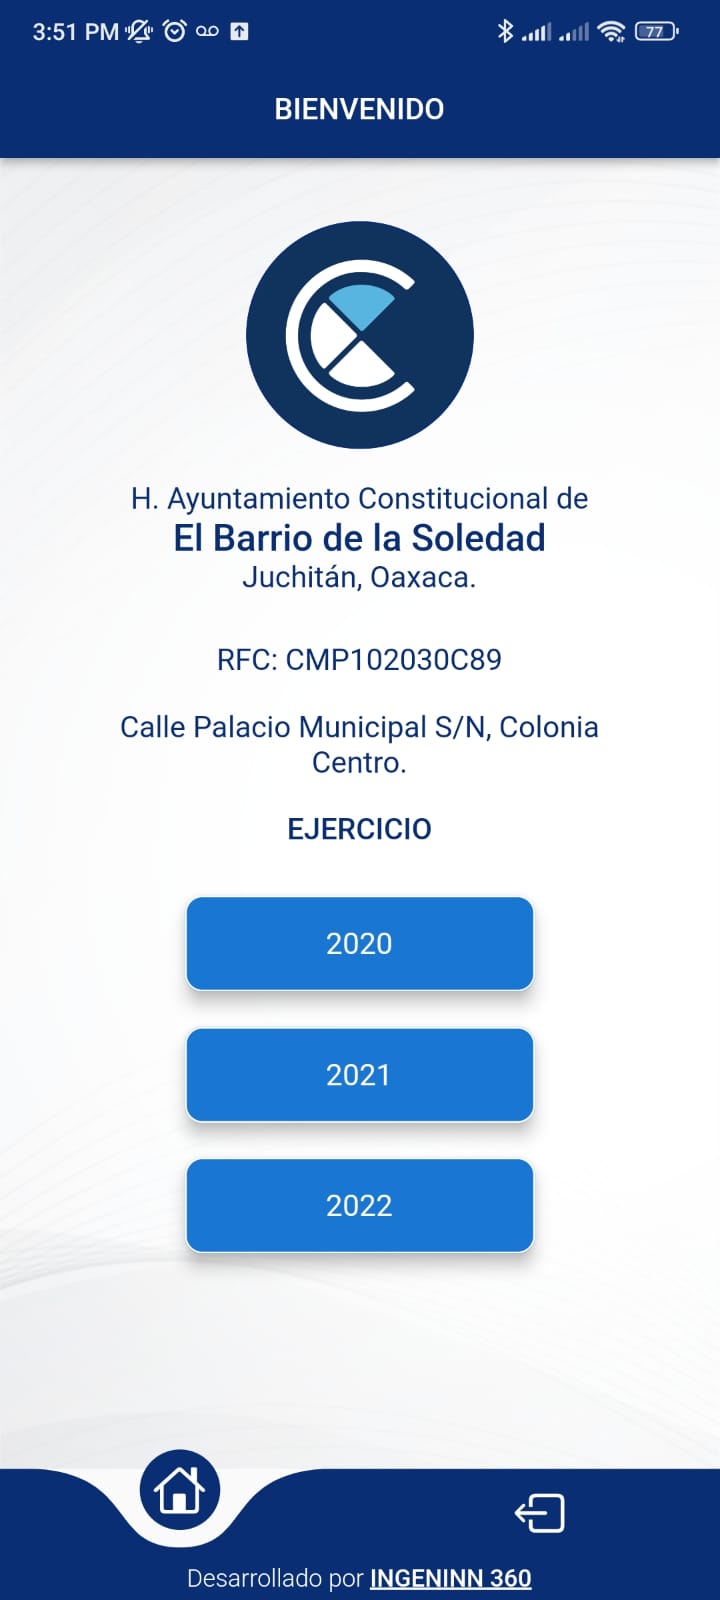 3:51 PM
77
BIENVENIDO
H. Ayuntamiento Constitucional de
El Barrio de la Soledad
Juchitán, Oaxaca.
RFC: CMP102030C89
Calle Palacio Municipal S/N, Colonia
Centro.
EJERCICIO
2020
2021
2022
Desarrollado por INGENINN 360